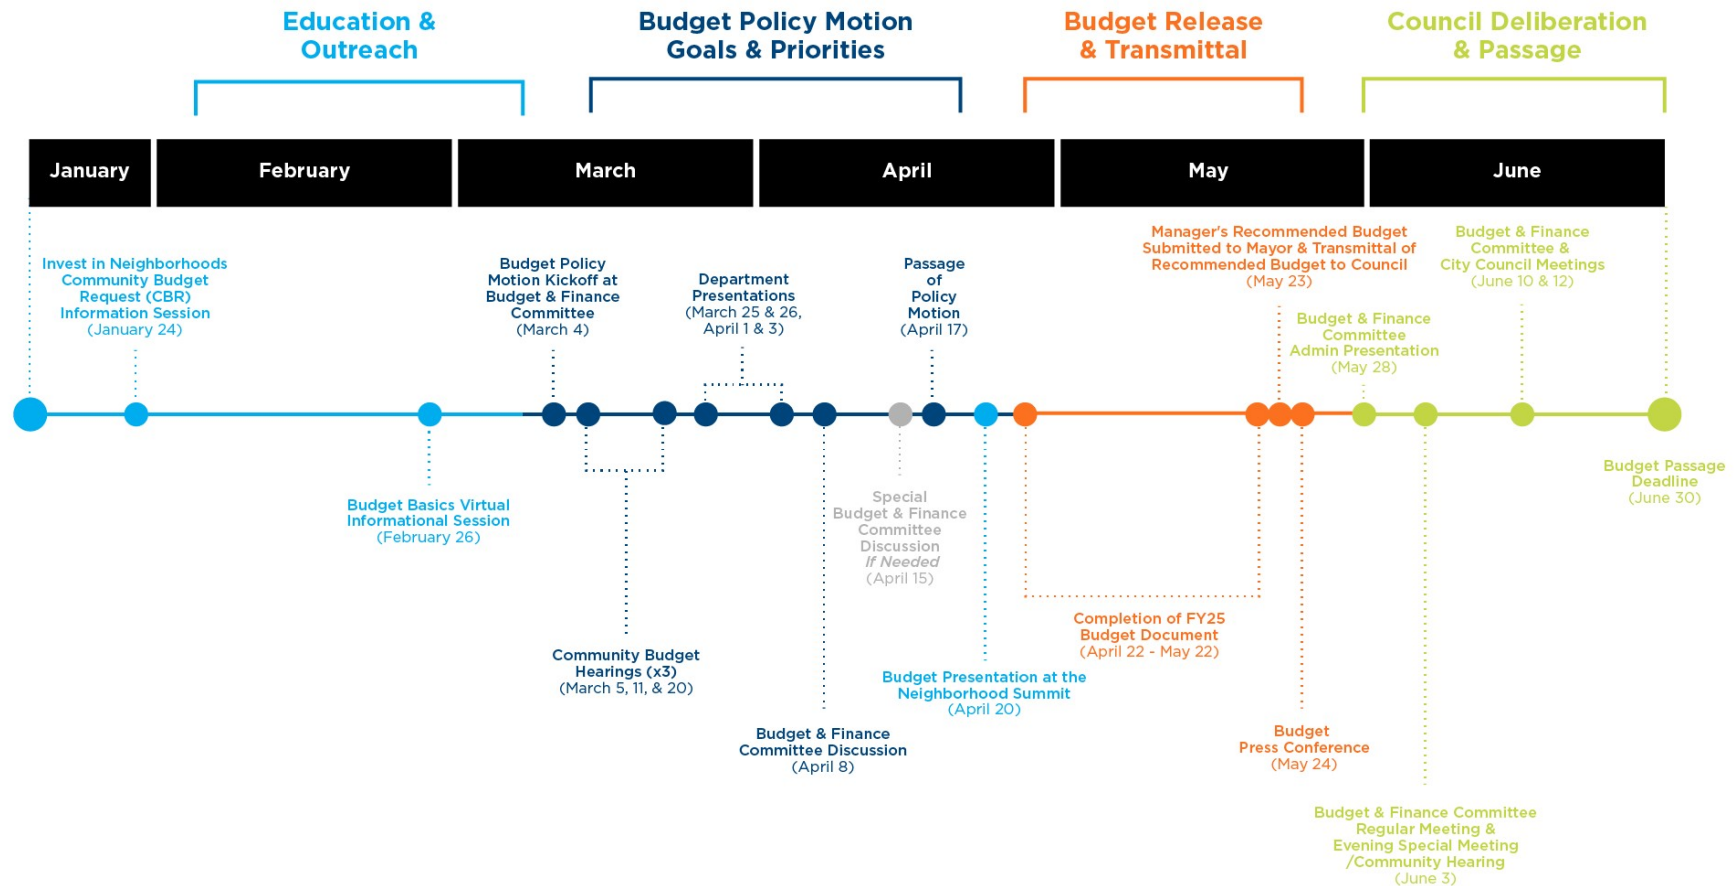 Education &
Outreach
Budget Policy Motion
Goals & Priorities
Budget Release
& Transmittal
Council Deliberation
& Passage
January
February
March
April
May
June
Invest in Neighborhoods
Community Budget
Request (CBR)
Information Session
(January 24)
Budget Policy
Motion Kickoff at
Budget & Finance
Committee
(March 4)
Department
Presentations
(March 25 & 26,
April 1 & 3)
Passage
of
Policy
Motion
(April 17)
Manager's Recommended Budget
Submitted to Mayor & Transmittal of
Recommended Budget to Council
(May 23)
Budget & Finance
Committee
Admin Presentation
(May 28)
Budget & Finance
Committee &
City Council Meetings
(June 10 & 12)
Budget Basics Virtual
Informational Session
(February 26)
Community Budget
Hearings (x3)
(March 5, 11, & 20)
Budget & Finance
Committee Discussion
(April 8)
Special
Budget & Finance
Committee
Discussion
If Needed
(April 15)
Budget Presentation at the
Neighborhood Summit
(April 20)
Completion of FY25
Budget Document
(April 22 - May 22)
Budget
Press Conference
(May 24)
Budget & Finance Committee
Regular Meeting &
Evening Special Meeting
/Community Hearing
(June 3)
Budget Passage
Deadline
(June 30)